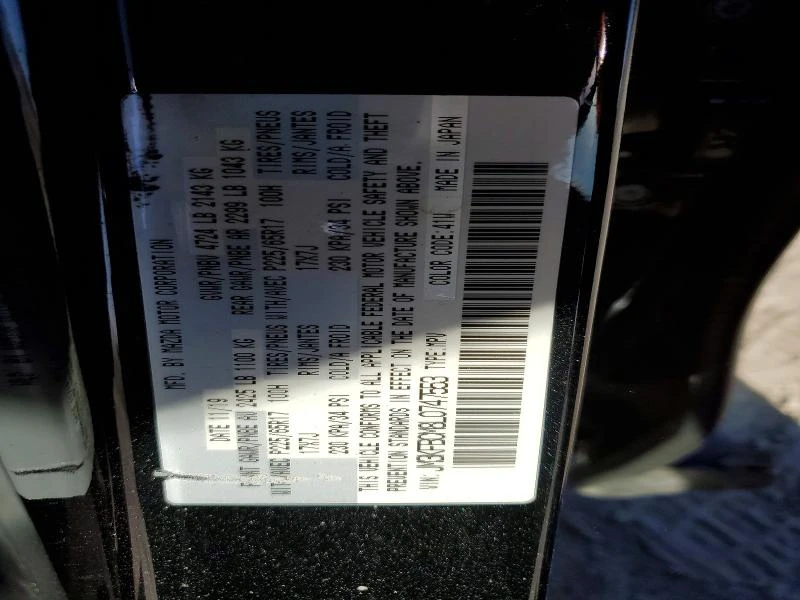 MFD. BY MAZDA MOTOR CORPORATION
DATE 11/19 GVWR/PNBV 4724 LB 2143 KG
FRONT GAWR/PNBE AV 2425 LB 1100 KG REAR GAWR/PNBE AR 2299 LB 1043 KG
WITH/AVEC P225/65R17 100H TIRES/PNEUS WITH/AVEC P225/65R17 100H TIRES/PNEUS
17X7J RIMS/JANTES 17X7J RIMS/JANTES
230 KPA/34 PSI COLD/A FROID 230 KPA/34 PSI COLD/A FROID
THIS VEHICLE CONFORMS TO ALL APPLICABLE FEDERAL MOTOR VEHICLE SAFETY AND THEFT
PREVENTION STANDARDS IN EFFECT ON THE DATE OF MANUFACTURE SHOWN ABOVE.
VIN: TYPE:MPV COLOR CODE:41W MADE IN JAPAN